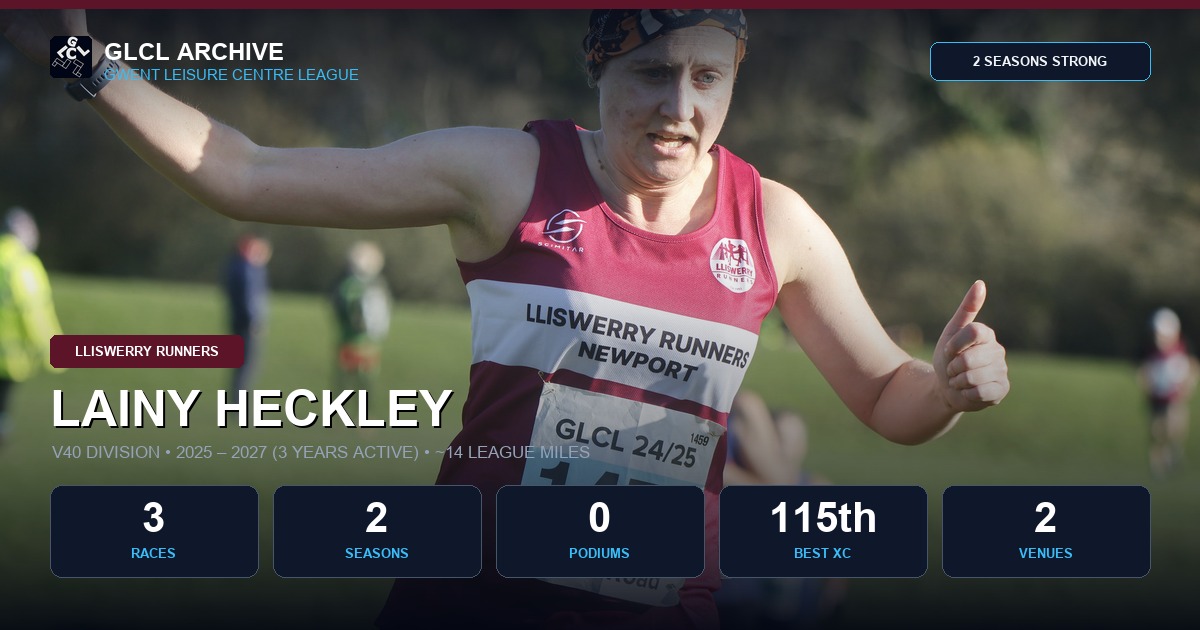 GLCL ARCHIVE
GWENT LEISURE CENTRE LEAGUE
2 SEASONS STRONG
SCIMITAR
LLISWERRY
RUNNERS
LLISWERRY RUNNERS
NEWPORT
LLISWERRY RUNNERS
LAINY HECKLEY
GLCL 24/25
1459
V40 DIVISION • 2025 – 2027 (3 YEARS ACTIVE) • ~14 LEAGUE MILES
3
RACES
2
SEASONS
0
PODIUMS
115th
BEST XC
2
VENUES